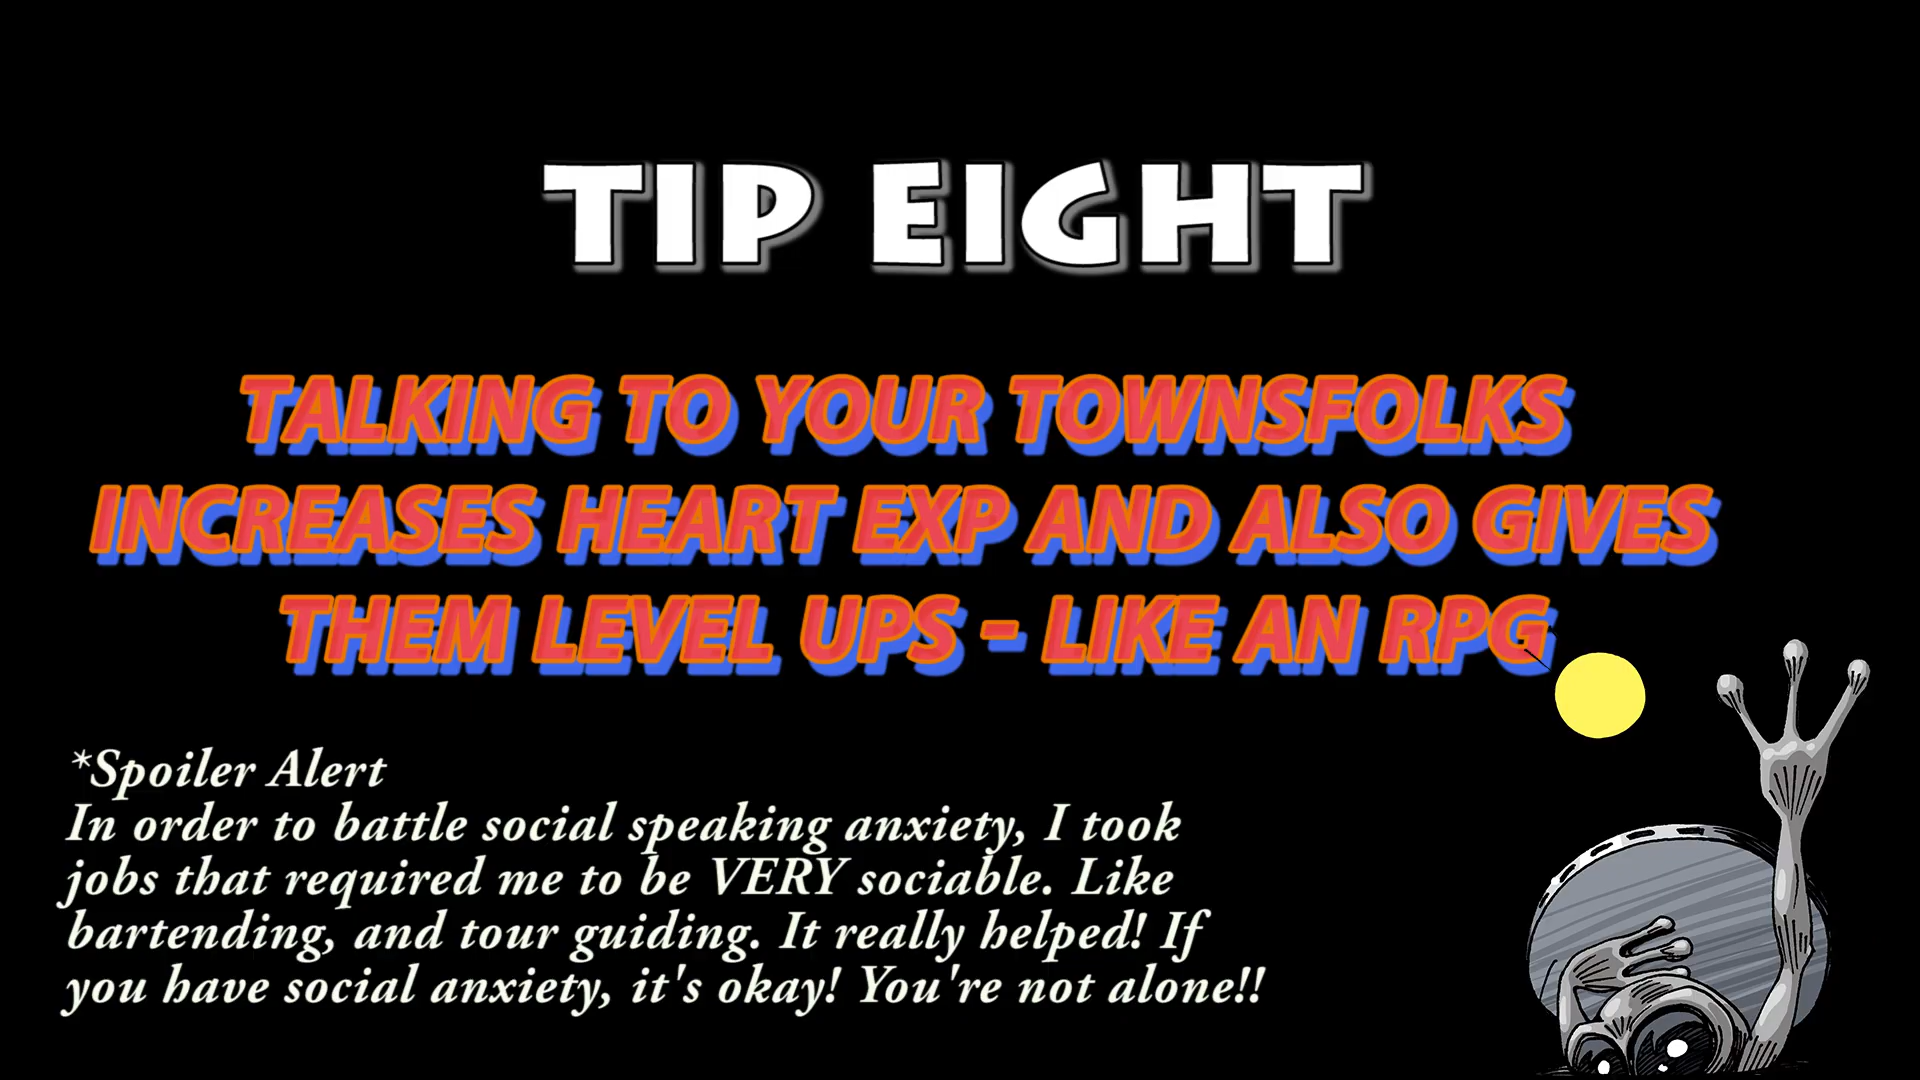 TIP EIGHT
TALKING TO YOUR TOWNSFOLKS
INCREASES HEART EXP AND ALSO GIVES
THEM LEVEL UPS - LIKE AN RPG
*Spoiler Alert
In order to battle social speaking anxiety, I took
jobs that required me to be VERY sociable. Like
bartending, and tour guiding. It really helped! If
you have social anxiety, it's okay! You're not alone!!